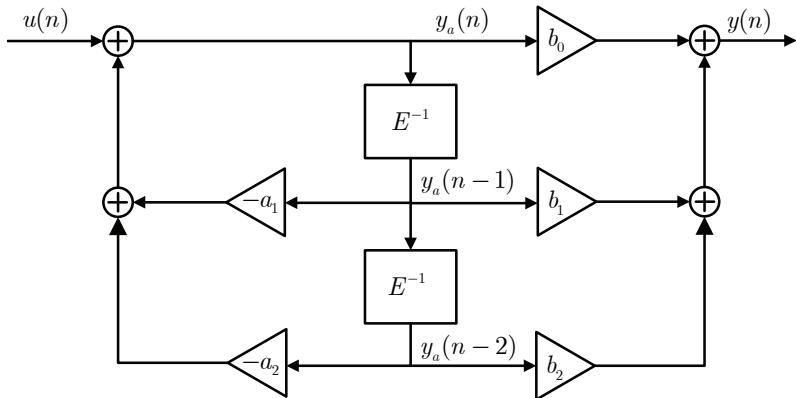 u(n) y_a(n) b_0 y(n)
E^{-1}
-a_1 y_a(n-1) b_1
E^{-1}
-a_2 y_a(n-2) b_2